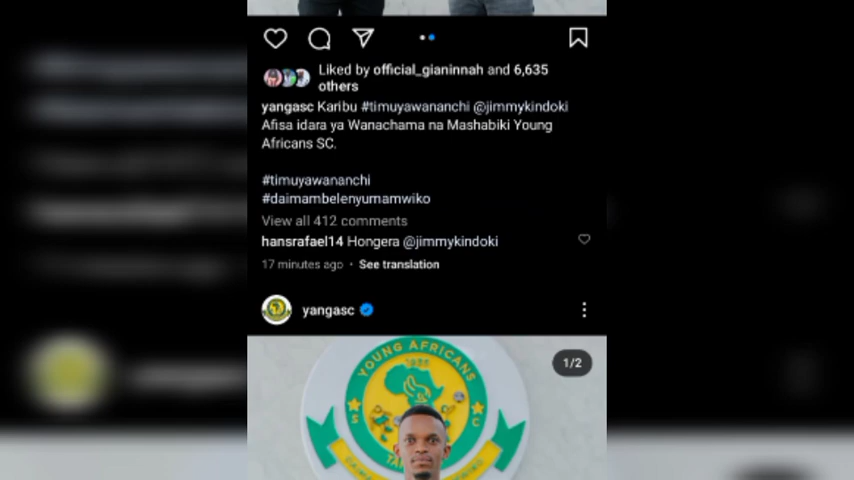 Liked by official_gianinnah and 6,635
others
yangasc Karibu #timuyawananchi @jimmykindoki
Afisa idara ya Wanachama na Mashabiki Young
Africans SC.
#timuyawananchi
#daimambelenyumamwiko
View all 412 comments
hansrafael14 Hongera @jimmykindoki
17 minutes ago • See translation
yangasc
1/2
YOUNG AFRICANS
1935
S C